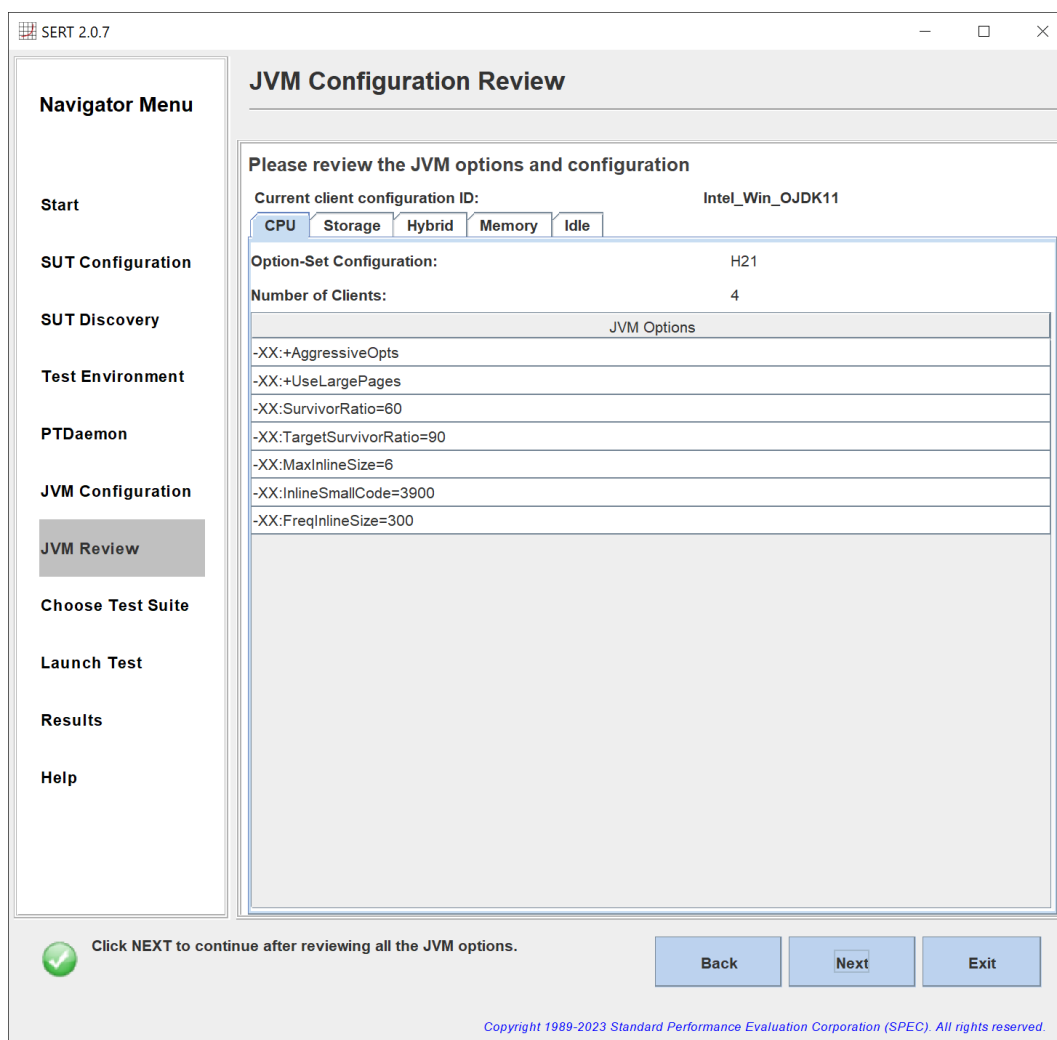 SERT 2.0.7
Navigator Menu
Start
SUT Configuration
SUT Discovery
Test Environment
PTDaemon
JVM Configuration
JVM Review
Choose Test Suite
Launch Test
Results
Help
JVM Configuration Review
Please review the JVM options and configuration
Current client configuration ID: Intel_Win_OJDK11
CPU Storage Hybrid Memory Idle
Option-Set Configuration: H21
Number of Clients: 4
JVM Options
-XX:+AggressiveOpts
-XX:+UseLargePages
-XX:SurvivorRatio=60
-XX:TargetSurvivorRatio=90
-XX:MaxInlineSize=6
-XX:InlineSmallCode=3900
-XX:FreqInlineSize=300
Click NEXT to continue after reviewing all the JVM options.
Back Next Exit
Copyright 1989-2023 Standard Performance Evaluation Corporation (SPEC). All rights reserved.